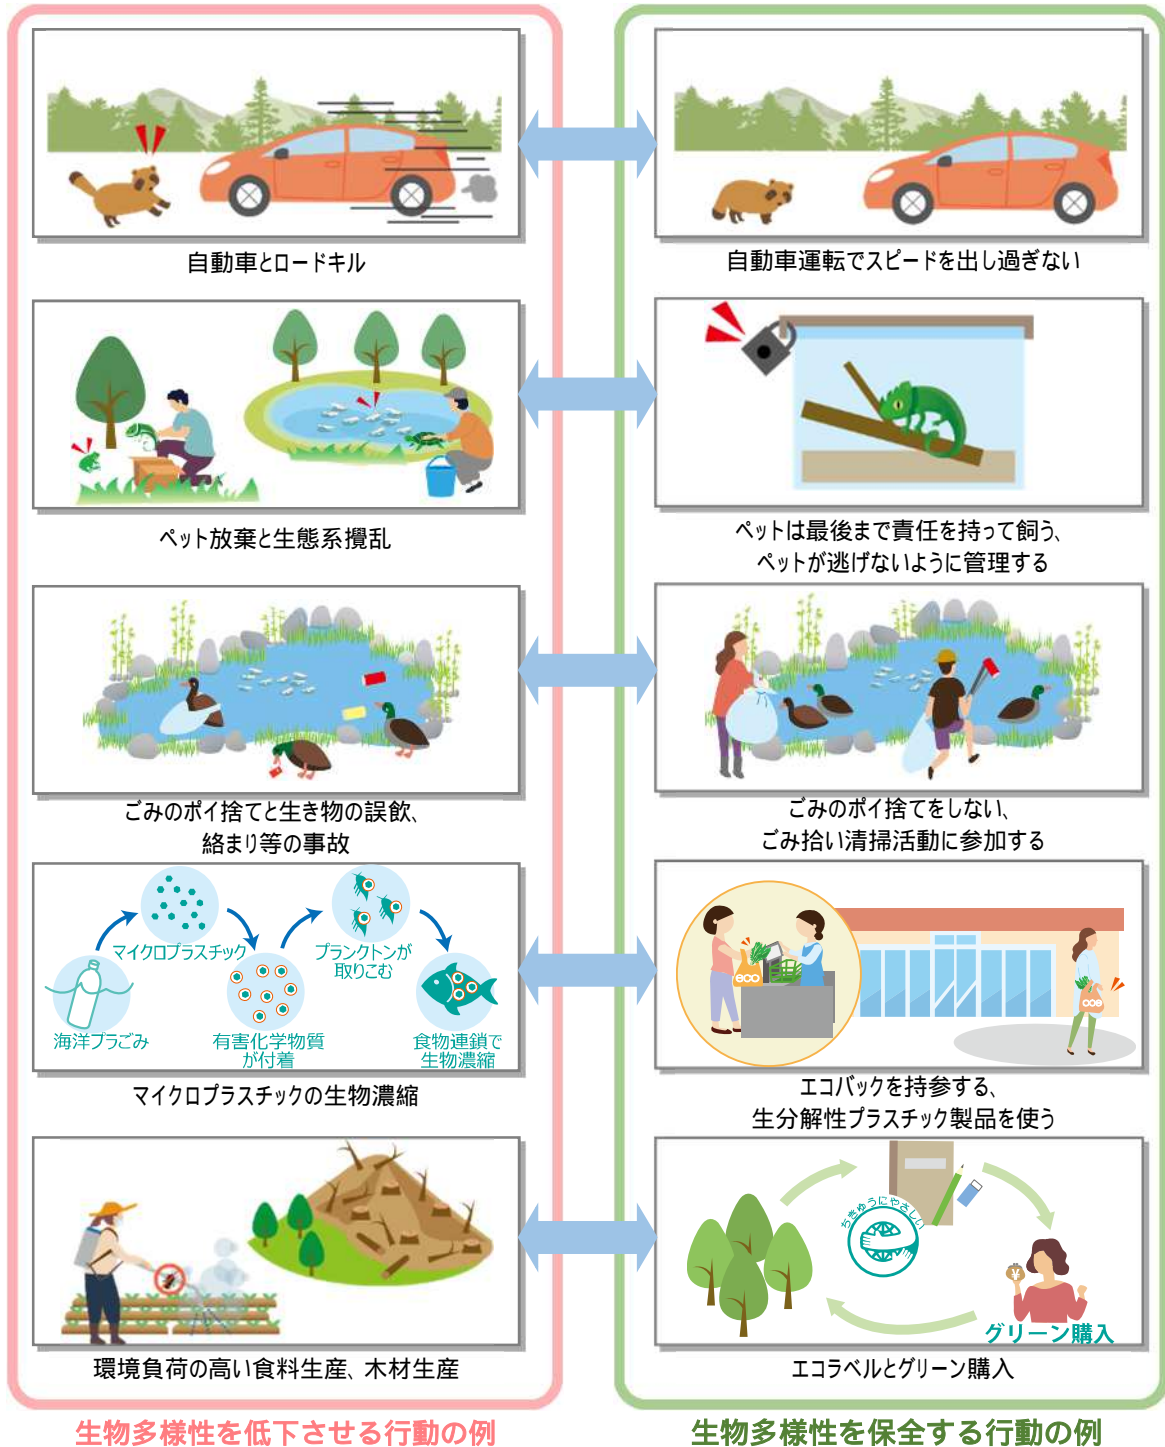 自動車とロードキル
自動車運転でスピードを出し過ぎない
ペット放棄と生態系攪乱
ペットは最後まで責任を持って飼う、
ペットが逃げないように管理する
ごみのポイ捨てと生き物の誤飲、
絡まり等の事故
ごみのポイ捨てをしない、
ごみ拾い清掃活動に参加する
海洋プラごみ
マイクロプラスチック
有害化学物質
が付着
プランクトンが
取りこむ
食物連鎖で
生物濃縮
マイクロプラスチックの生物濃縮
eco
eco
エコバックを持参する、
生分解性プラスチック製品を使う
環境負荷の高い食料生産、木材生産
ちきゅうにやさしい
¥
グリーン購入
エコラベルとグリーン購入
生物多様性を低下させる行動の例
生物多様性を保全する行動の例